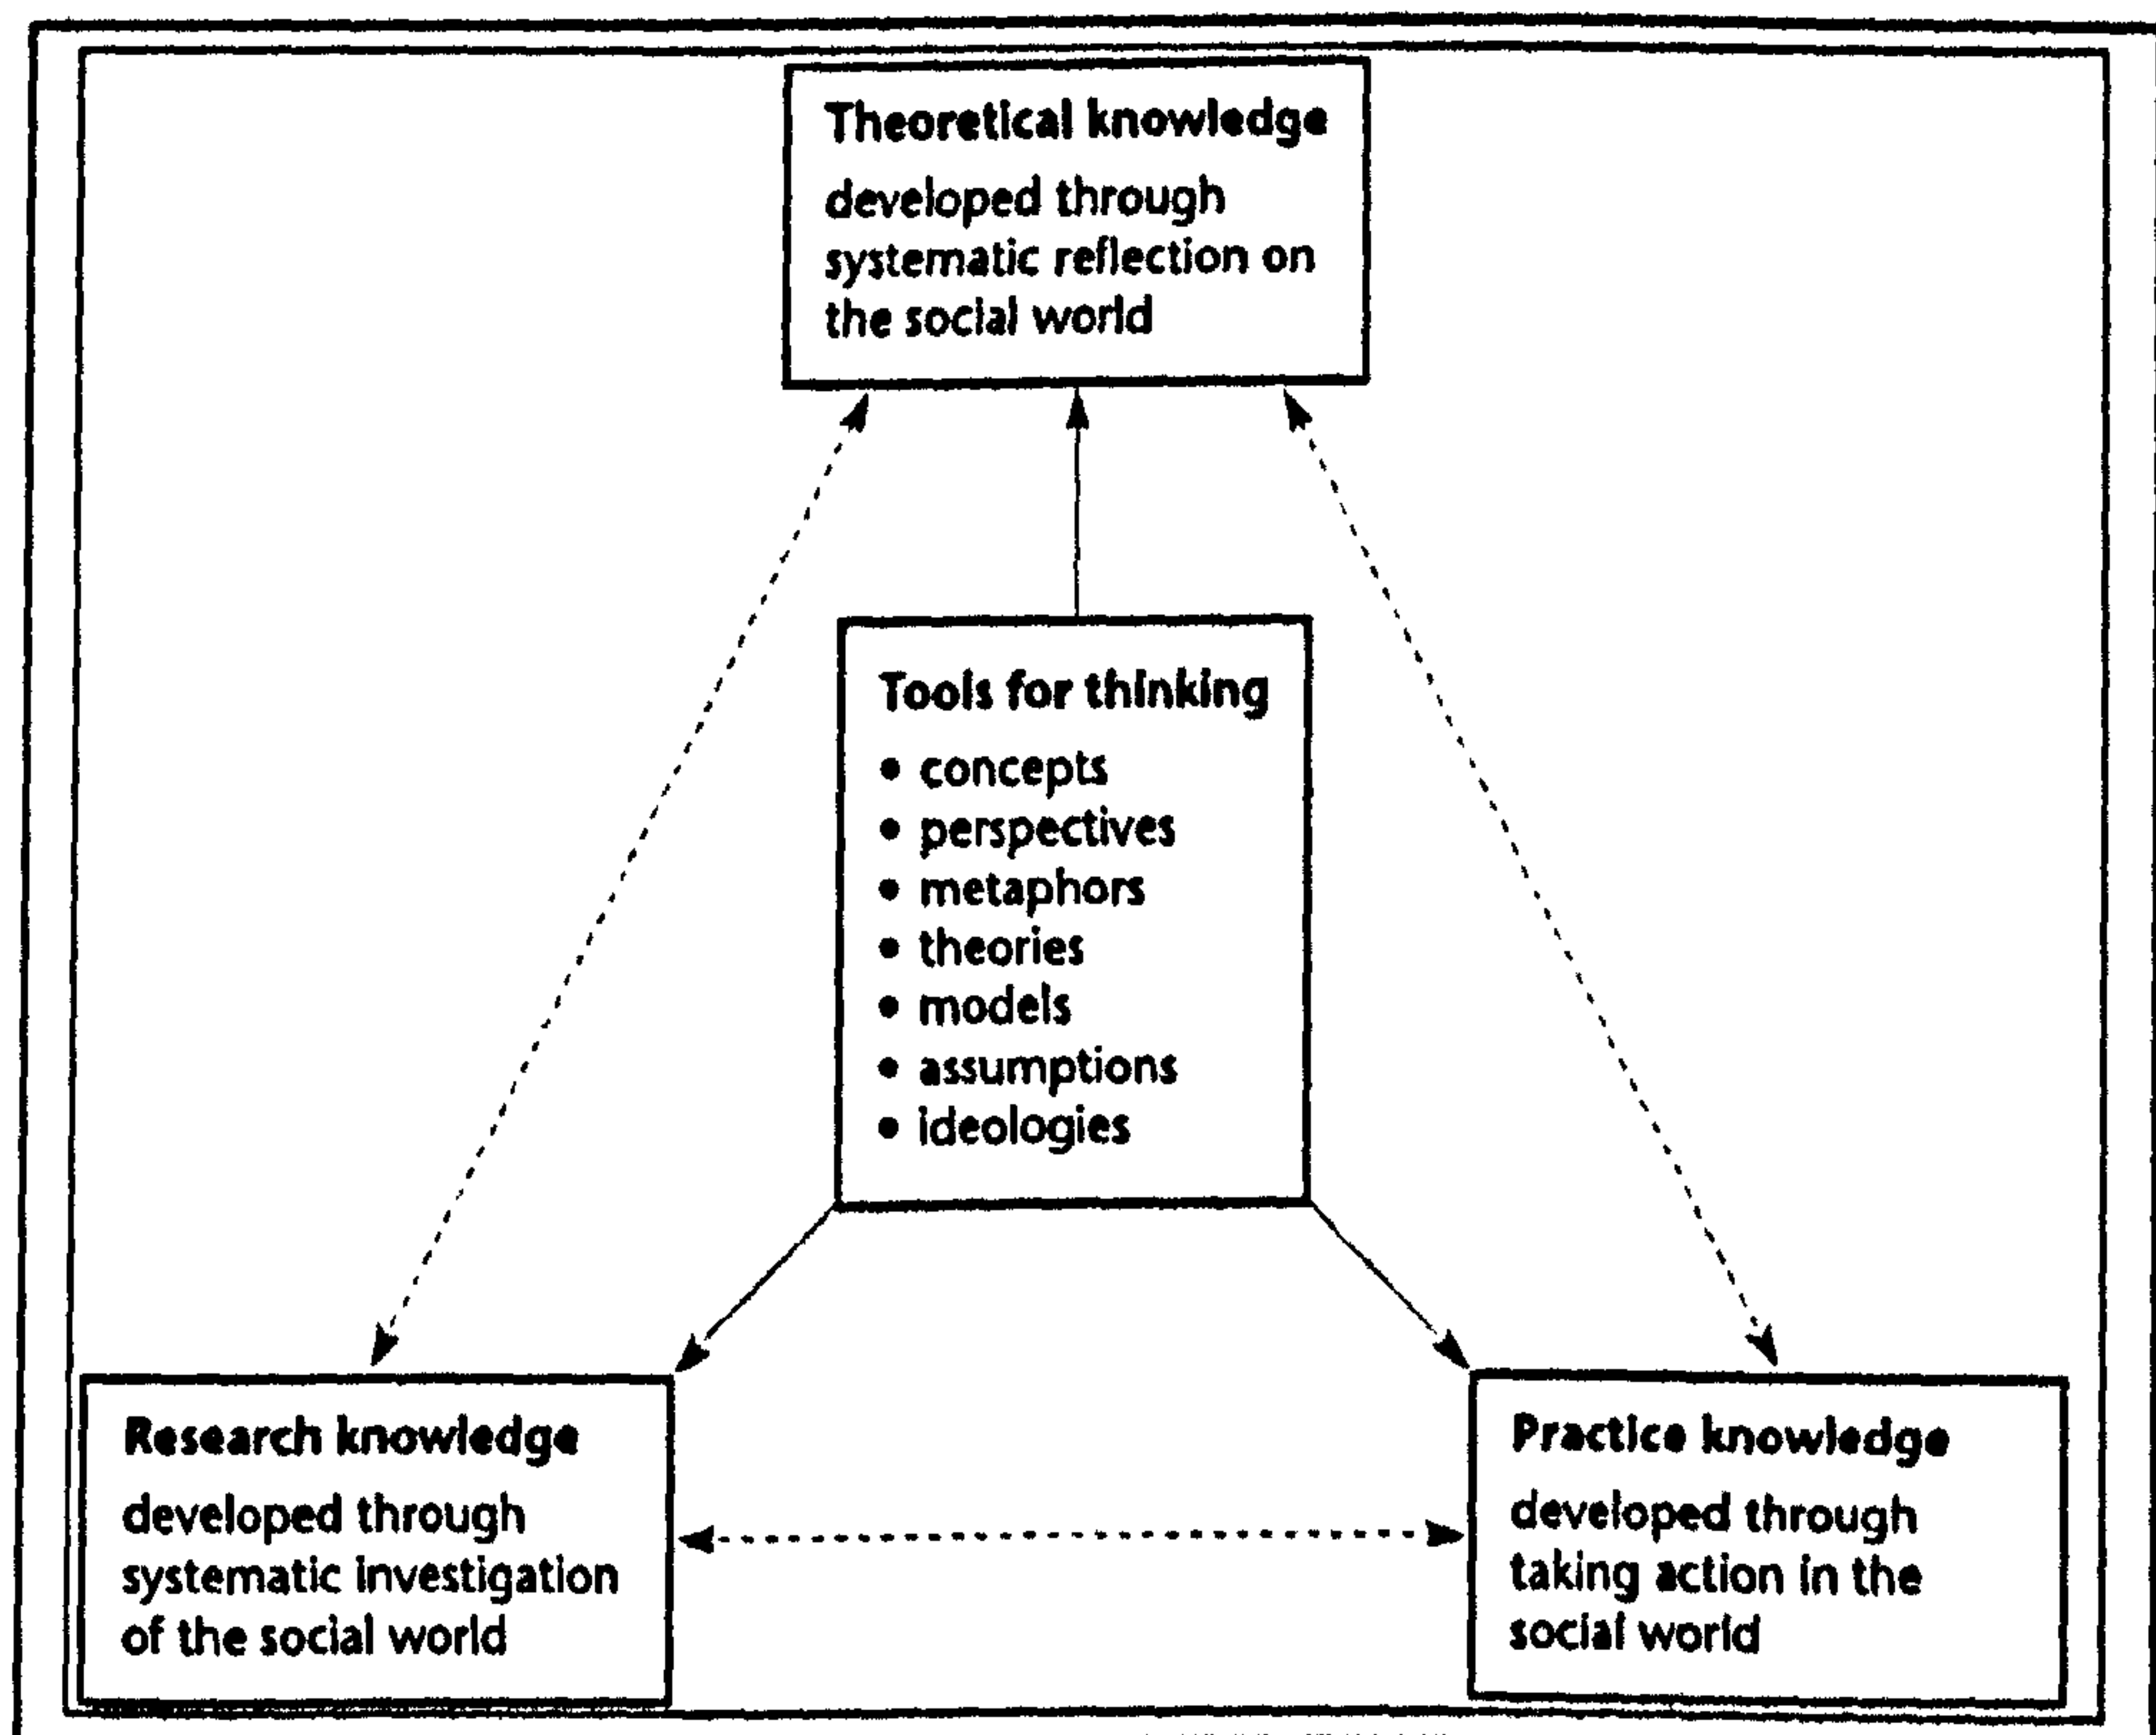 Theoretical knowledge
developed through
systematic reflection on
the social world
Tools for thinking
• concepts
• perspectives
• metaphors
• theories
• models
• assumptions
• ideologies
Research knowledge
developed through
systematic investigation
of the social world
Practice knowledge
developed through
taking action in the
social world